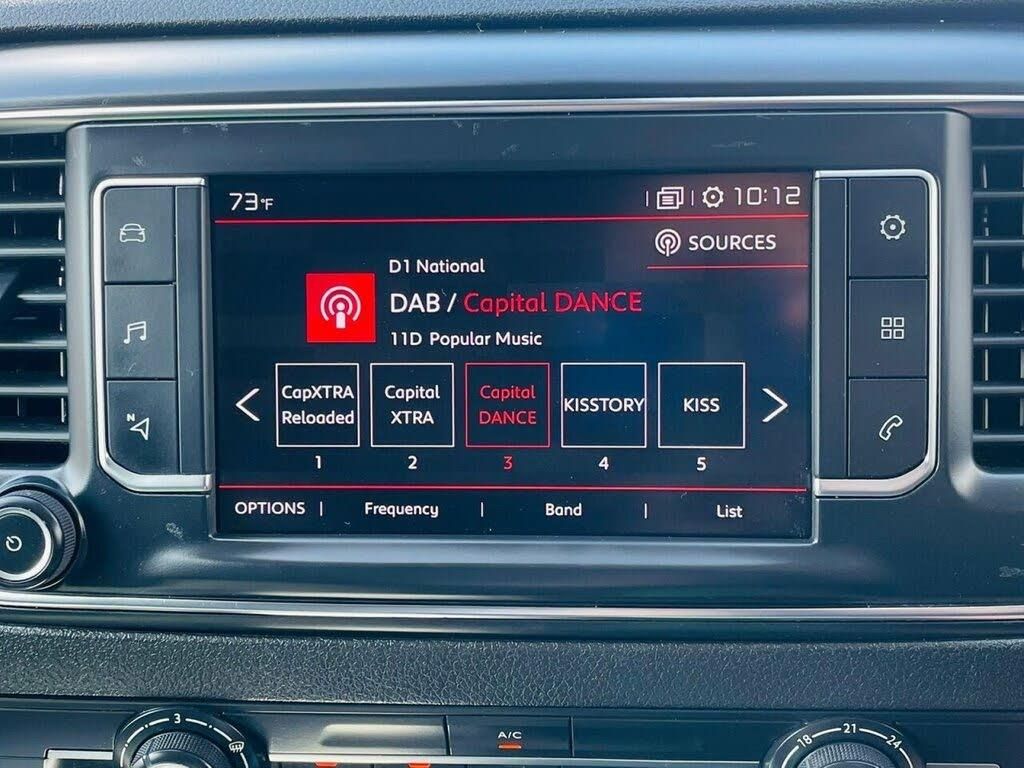 73°F
10:12
SOURCES
D1 National
DAB / Capital DANCE
11D Popular Music
CapXTRA
Reloaded
Capital
XTRA
Capital
DANCE
KISSTORY
KISS
1 2 3 4 5
OPTIONS | Frequency | Band | List
N
3
A/C
18 21 24